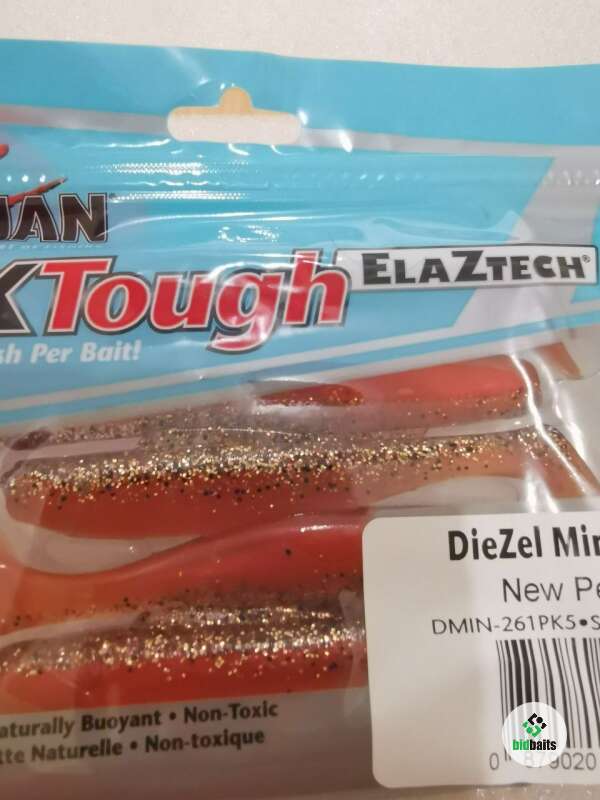 MAN
XTough ELAZTECH®
sh Per Bait!
DieZel Min
New Pe
DMIN-261PK5•S
aturally Buoyant • Non-Toxic
tte Naturelle • Non-toxique
bidbaits